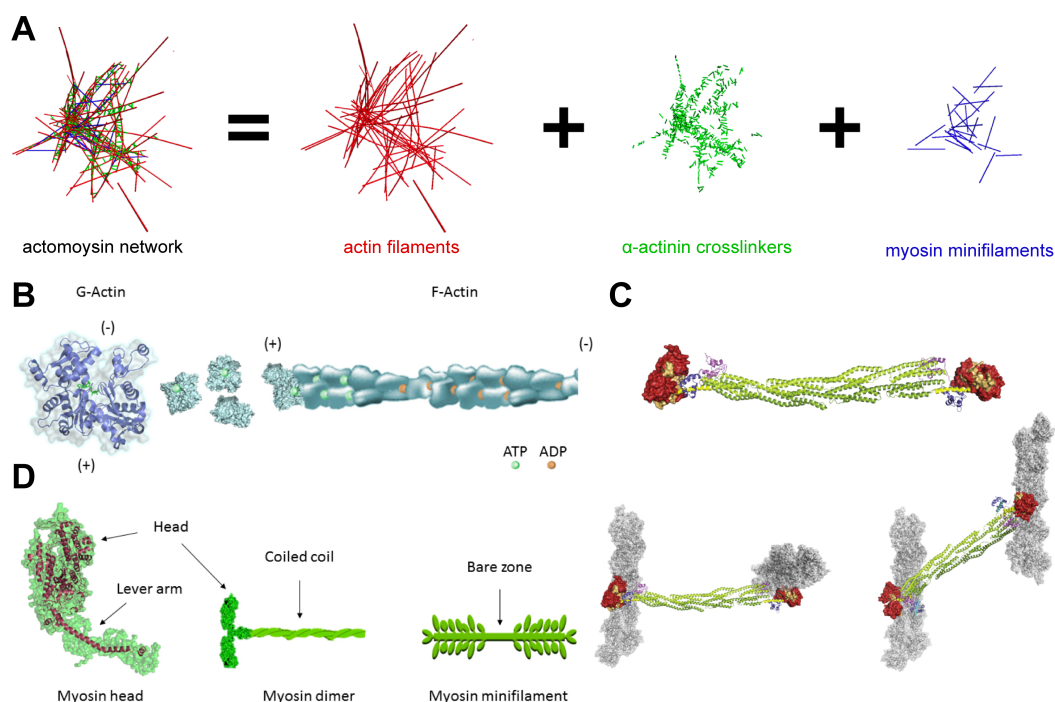 A
actomoysin network
actin filaments
α-actinin crosslinkers
myosin minifilaments
B
G-Actin
F-Actin
(-)
(+)
(-)
(+)
ATP
ADP
C
D
Head
Lever arm
Coiled coil
Bare zone
Myosin head
Myosin dimer
Myosin minifilament